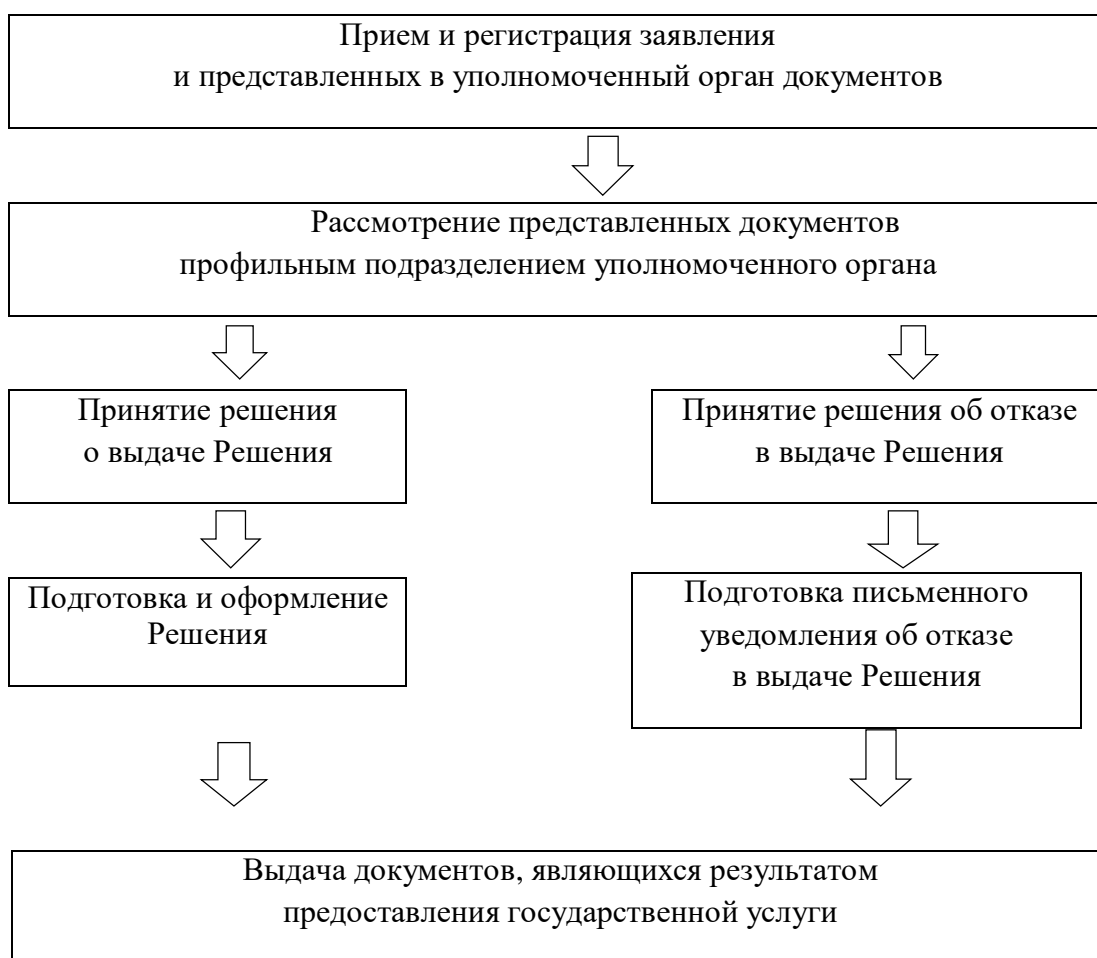 Прием и регистрация заявления
и представленных в уполномоченный орган документов
Рассмотрение представленных документов
профильным подразделением уполномоченного органа
Принятие решения
о выдаче Решения
Принятие решения об отказе
в выдаче Решения
Подготовка и оформление
Решения
Подготовка письменного
уведомления об отказе
в выдаче Решения
Выдача документов, являющихся результатом
предоставления государственной услуги